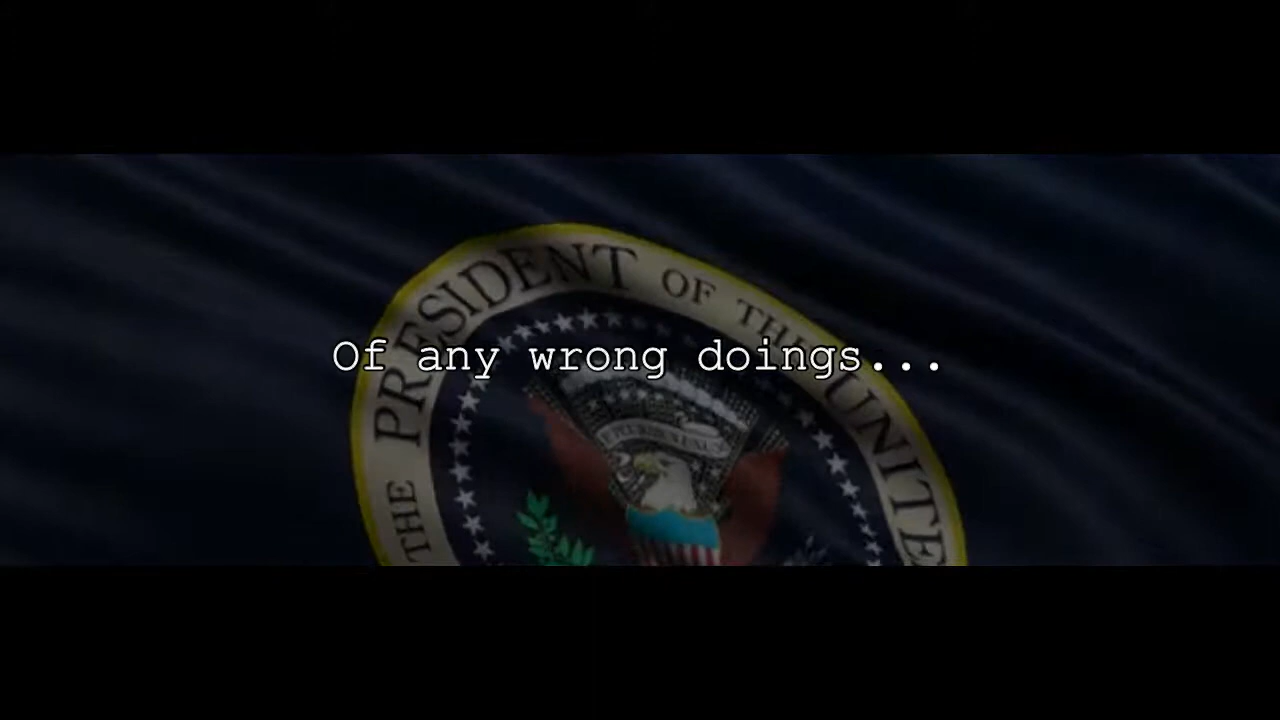 THE PRESIDENT OF THE UNITE
Of any wrong doings...